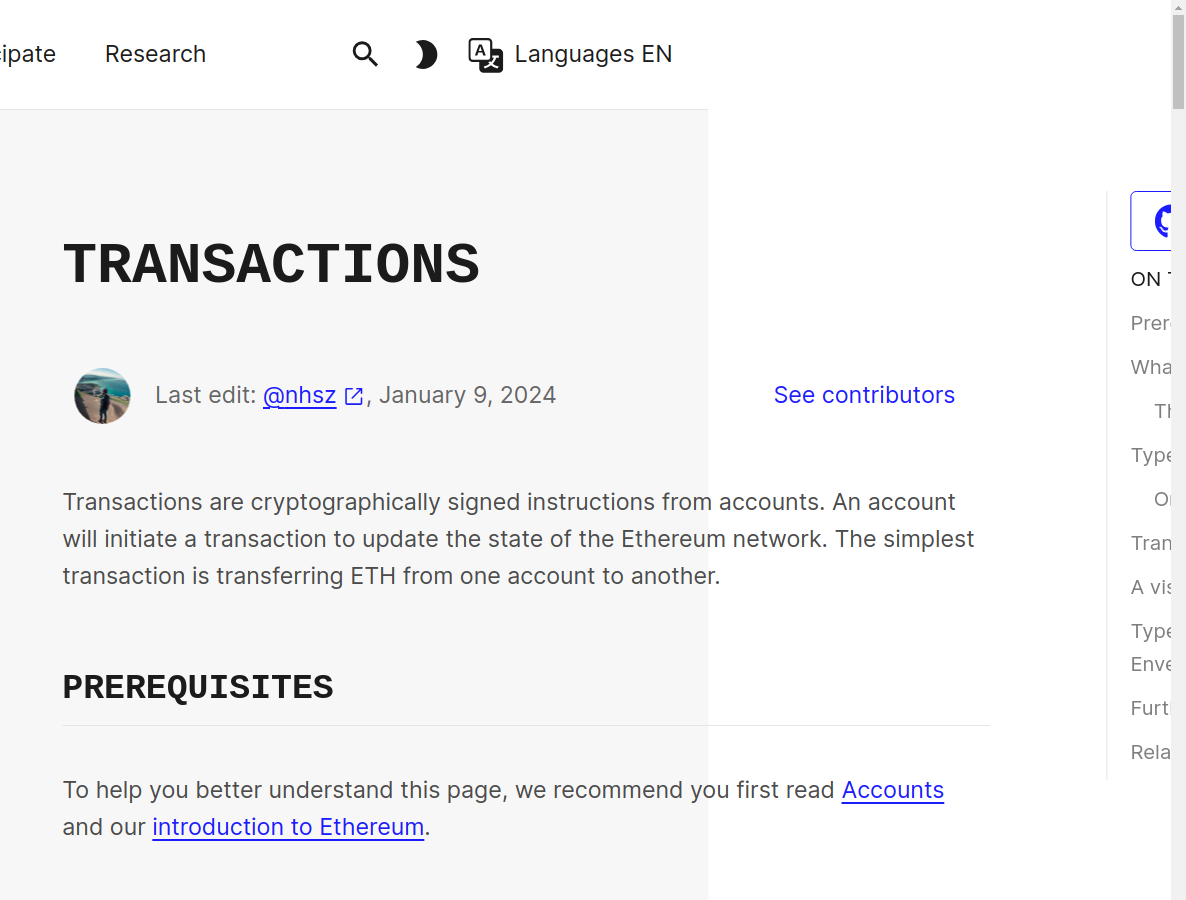 cipate Research Languages EN
TRANSACTIONS
ON
Last edit: @nhsz, January 9, 2024 See contributors
Transactions are cryptographically signed instructions from accounts. An account
will initiate a transaction to update the state of the Ethereum network. The simplest
transaction is transferring ETH from one account to another.
PREREQUISITES
To help you better understand this page, we recommend you first read Accounts
and our introduction to Ethereum.
Prer
Wha
Type
Tran
A vis
Type
Enve
Furt
Rela